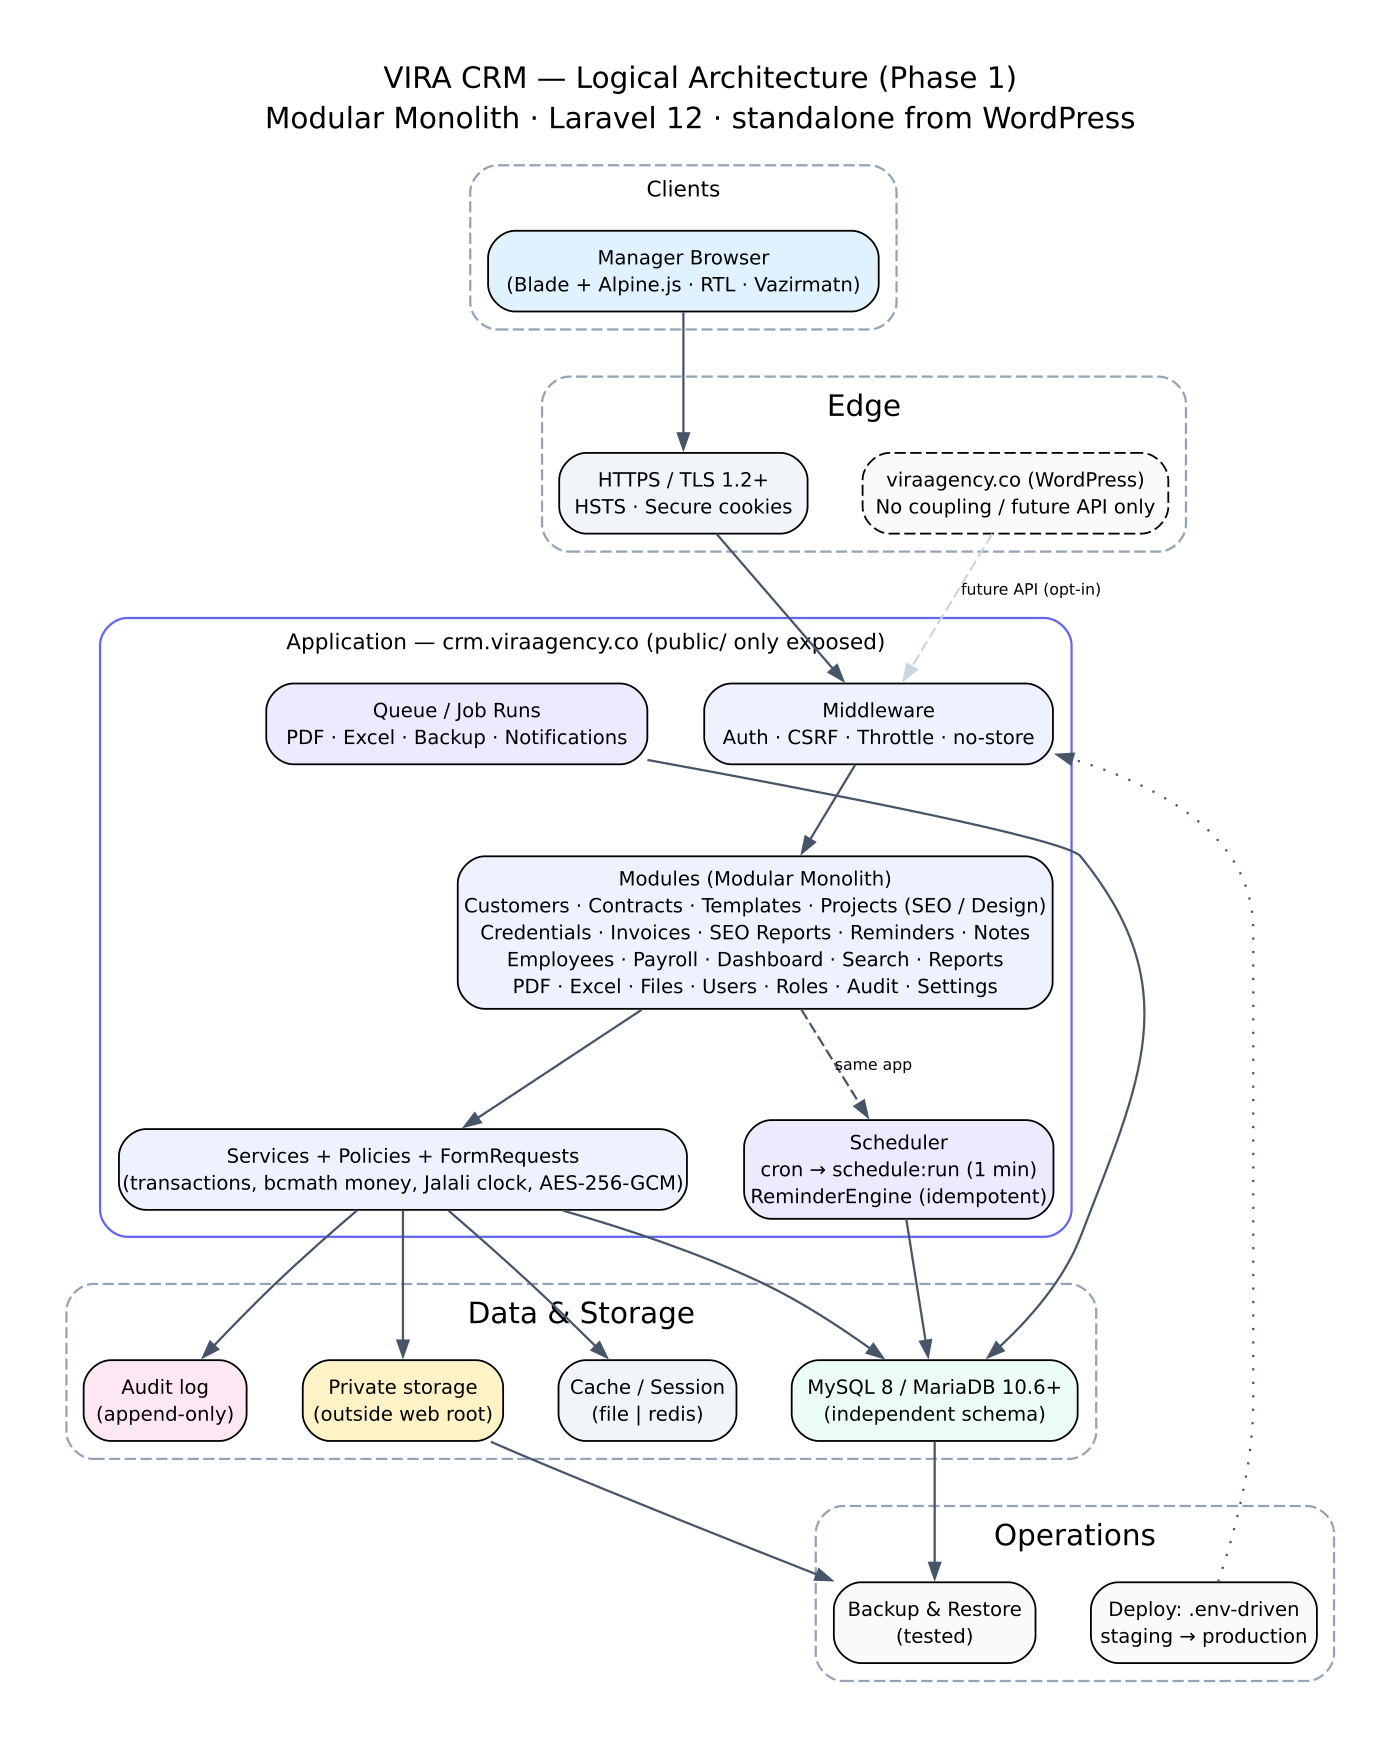 VIRA CRM — Logical Architecture (Phase 1)
Modular Monolith · Laravel 12 · standalone from WordPress
Clients
Manager Browser
(Blade + Alpine.js · RTL · Vazirmatn)
Edge
HTTPS / TLS 1.2+
HSTS · Secure cookies
viraagency.co (WordPress)
No coupling / future API only
future API (opt-in)
Application — crm.viraagency.co (public/ only exposed)
Queue / Job Runs
PDF · Excel · Backup · Notifications
Middleware
Auth · CSRF · Throttle · no-store
Modules (Modular Monolith)
Customers · Contracts · Templates · Projects (SEO / Design)
Credentials · Invoices · SEO Reports · Reminders · Notes
Employees · Payroll · Dashboard · Search · Reports
PDF · Excel · Files · Users · Roles · Audit · Settings
same app
Services + Policies + FormRequests
(transactions, bcmath money, Jalali clock, AES-256-GCM)
Scheduler
cron → schedule:run (1 min)
ReminderEngine (idempotent)
Data & Storage
Audit log
(append-only)
Private storage
(outside web root)
Cache / Session
(file | redis)
MySQL 8 / MariaDB 10.6+
(independent schema)
Operations
Backup & Restore
(tested)
Deploy: .env-driven
staging → production